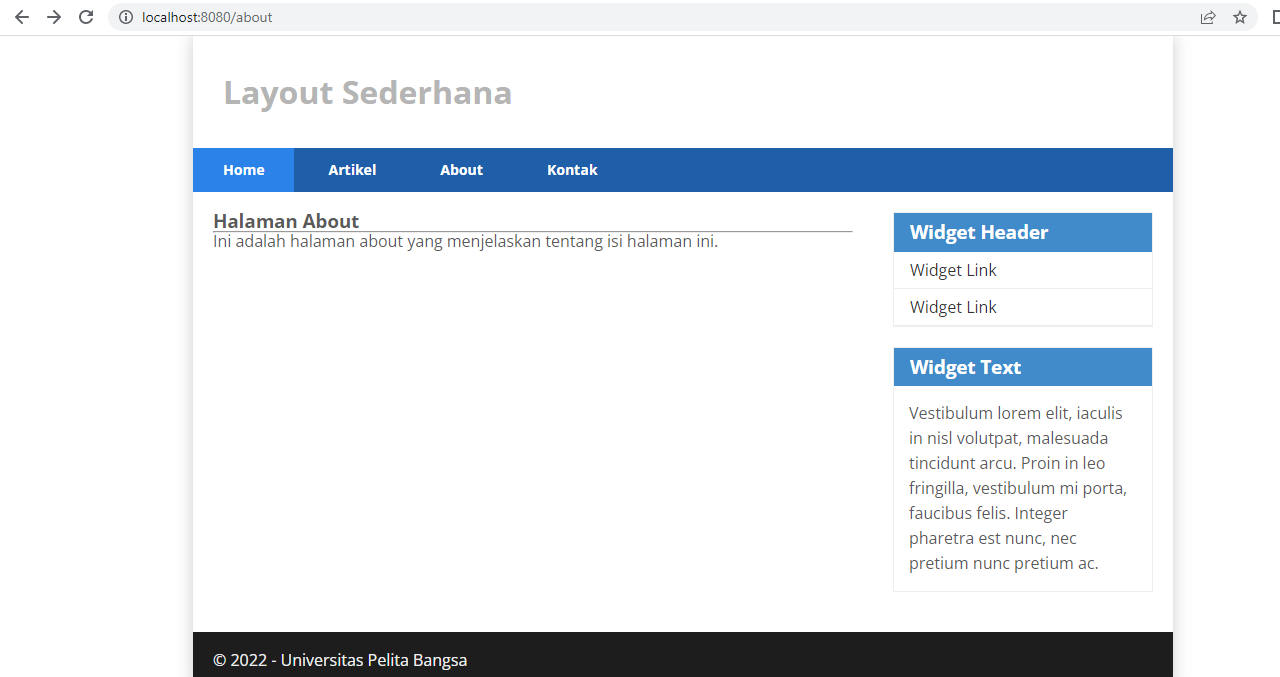 localhost:8080/about
Layout Sederhana
Home Artikel About Kontak
Halaman About
Ini adalah halaman about yang menjelaskan tentang isi halaman ini.
Widget Header
Widget Link
Widget Link
Widget Text
Vestibulum lorem elit, iaculis
in nisl volutpat, malesuada
tincidunt arcu. Proin in leo
fringilla, vestibulum mi porta,
faucibus felis. Integer
pharetra est nunc, nec
pretium nunc pretium ac.
© 2022 - Universitas Pelita Bangsa